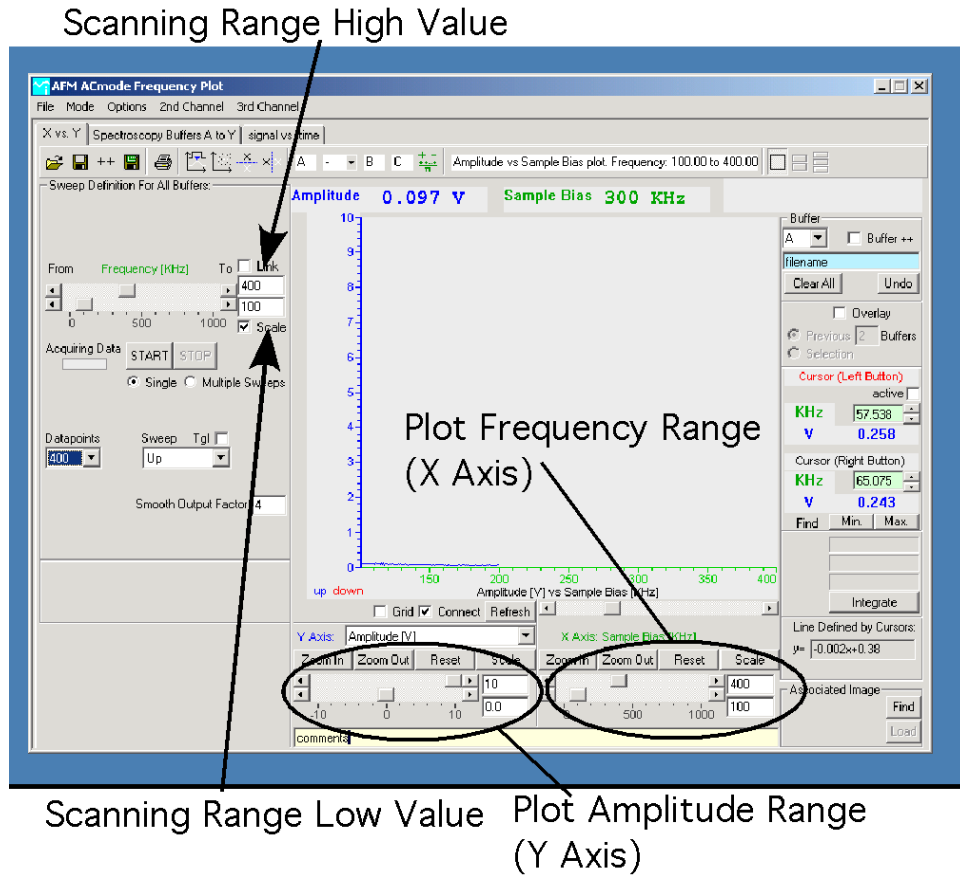 Scanning Range High Value
AFM ACmode Frequency Plot
File Mode Options 2nd Channel 3rd Channel
X vs. Y Spectroscopy Buffers A to Y signal vs time
++ A - B C Amplitude vs Sample Bias plot. Frequency: 100.00 to 400.00
Sweep Definition For All Buffers:
Amplitude 0.097 V Sample Bias 300 KHz
From Frequency [KHz] To Link
400
100
0 500 1000 Scale
Acquiring Data START STOP
Single Multiple Sweeps
Datapoints Sweep Tgl
400 Up
Smooth Output Factor 4
10
9
8
7
6
5
4
3
2
1
0
150 200 250 300 350 400
up down Amplitude [V] vs Sample Bias [KHz]
Plot Frequency Range
(X Axis)
Grid Connect Refresh
Y Axis: Amplitude [V] X Axis: Sample Bias [KHz]
Zoom In Zoom Out Reset Scale Zoom In Zoom Out Reset Scale
10 400
0.0 100
-10 0 10 0 500 1000
comments
Buffer
A Buffer ++
filename
Clear All Undo
Overlay
Previous 2 Buffers
Selection
Cursor (Left Button)
active
KHz 57.538
V 0.258
Cursor (Right Button)
KHz 65.075
V 0.243
Find Min. Max.
Integrate
Line Defined by Cursors:
y= -0.002x+0.38
Associated Image
Find
Load
Scanning Range Low Value
Plot Amplitude Range
(Y Axis)